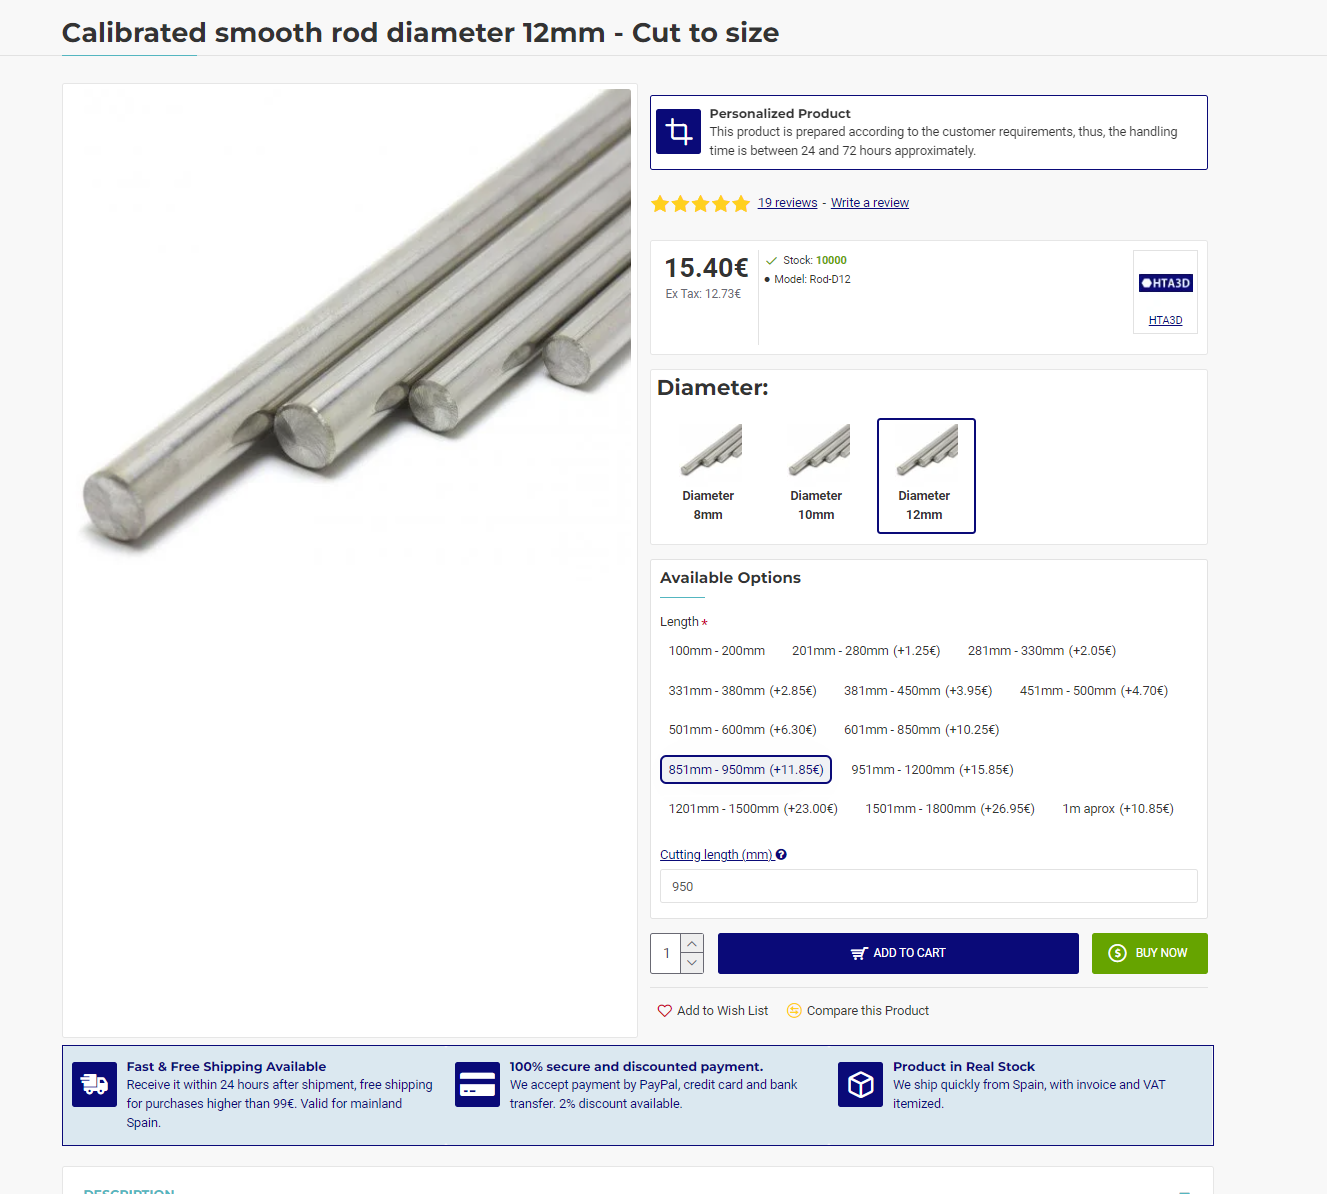 Calibrated smooth rod diameter 12mm - Cut to size
Personalized Product
This product is prepared according to the customer requirements, thus, the handling
time is between 24 and 72 hours approximately.
19 reviews - Write a review
15.40€
Ex Tax: 12.73€
Stock: 10000
Model: Rod-D12
HTA3D
HTA3D
Diameter:
Diameter 8mm
Diameter 10mm
Diameter 12mm
Available Options
Length *
100mm - 200mm 201mm - 280mm (+1.25€) 281mm - 330mm (+2.05€)
331mm - 380mm (+2.85€) 381mm - 450mm (+3.95€) 451mm - 500mm (+4.70€)
501mm - 600mm (+6.30€) 601mm - 850mm (+10.25€)
851mm - 950mm (+11.85€) 951mm - 1200mm (+15.85€)
1201mm - 1500mm (+23.00€) 1501mm - 1800mm (+26.95€) 1m aprox (+10.85€)
Cutting length (mm)
950
1 ADD TO CART $ BUY NOW
Add to Wish List Compare this Product
Fast & Free Shipping Available
Receive it within 24 hours after shipment, free shipping
for purchases higher than 99€. Valid for mainland
Spain.
100% secure and discounted payment.
We accept payment by PayPal, credit card and bank
transfer. 2% discount available.
Product in Real Stock
We ship quickly from Spain, with invoice and VAT
itemized.
DESCRIPTION